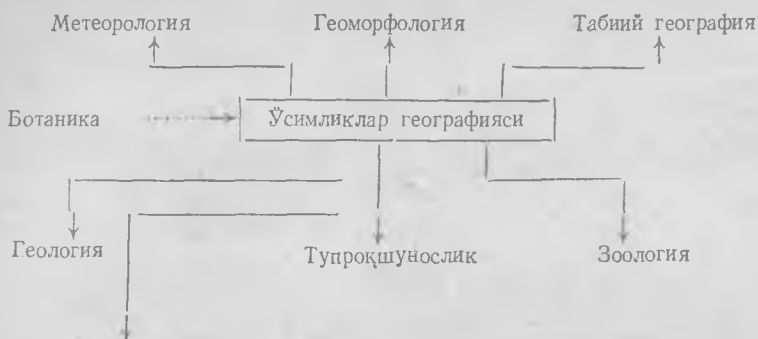 Метеорология Геоморфология Табиий география
Ботаника Ўсимликлар географияси
Геология Тупроқшунослик Зоология